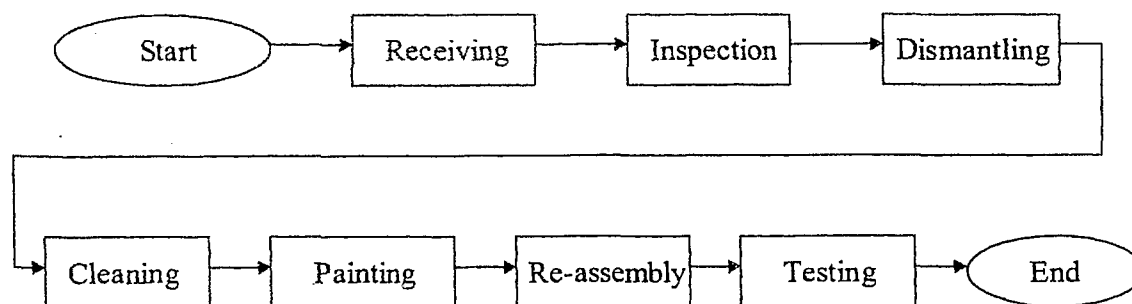 Start Receiving Inspection Dismantling
Cleaning Painting Re-assembly Testing End